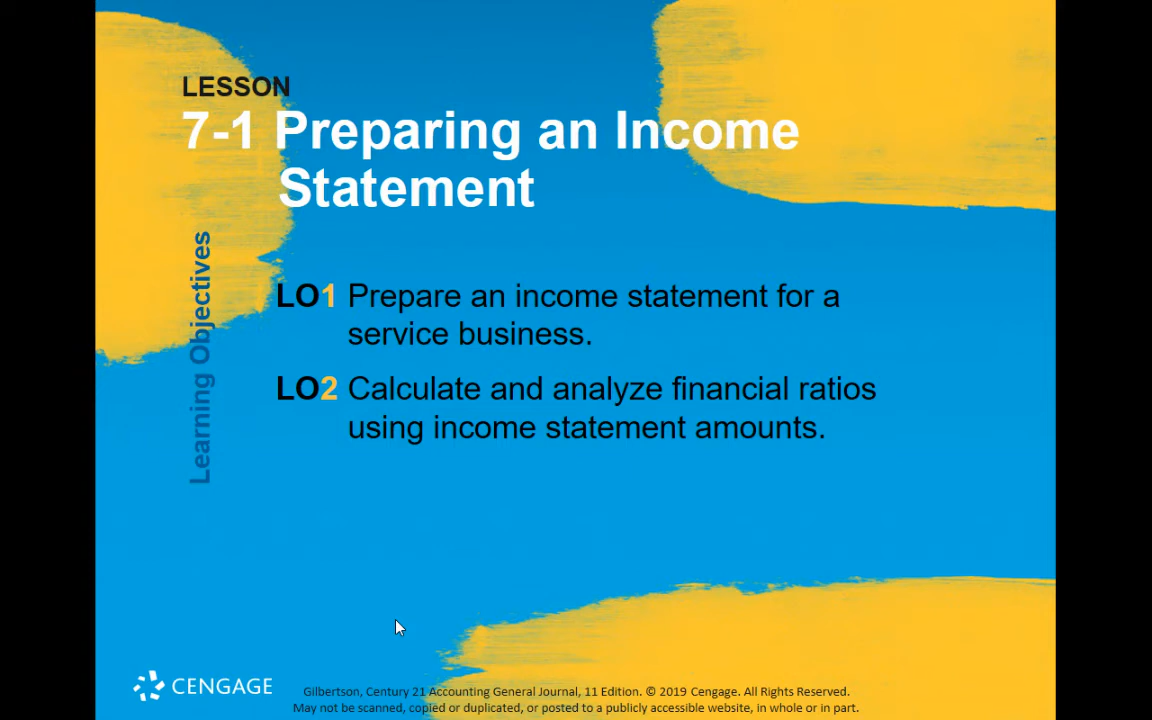 LESSON
7-1 Preparing an Income
Statement
Learning Objectives
LO1 Prepare an income statement for a
service business.
LO2 Calculate and analyze financial ratios
using income statement amounts.
CENGAGE
Gilbertson, Century 21 Accounting General Journal, 11 Edition. © 2019 Cengage. All Rights Reserved.
May not be scanned, copied or duplicated, or posted to a publicly accessible website, in whole or in part.